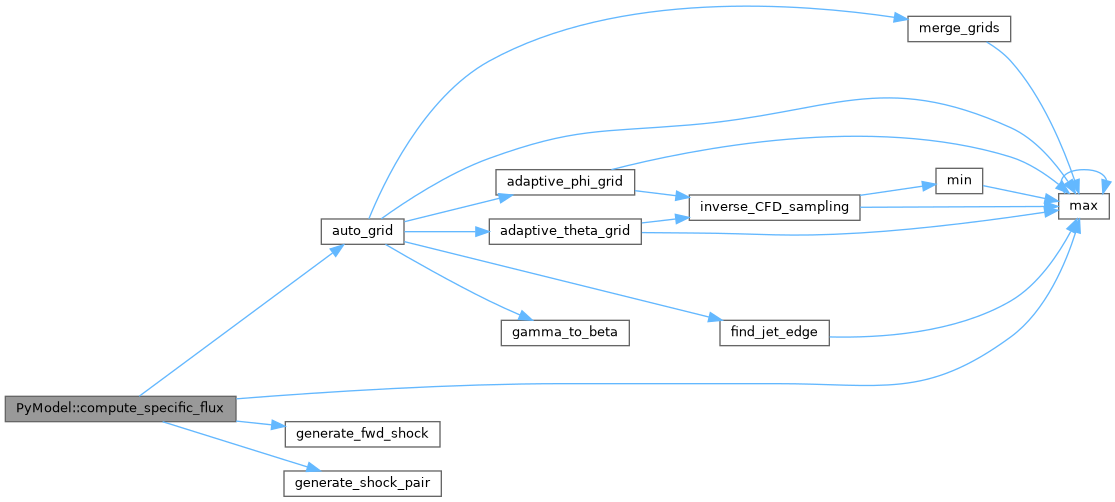 merge_grids
adaptive_phi_grid
min
inverse_CFD_sampling
max
auto_grid
adaptive_theta_grid
gamma_to_beta
find_jet_edge
PyModel::compute_specific_flux
generate_fwd_shock
generate_shock_pair